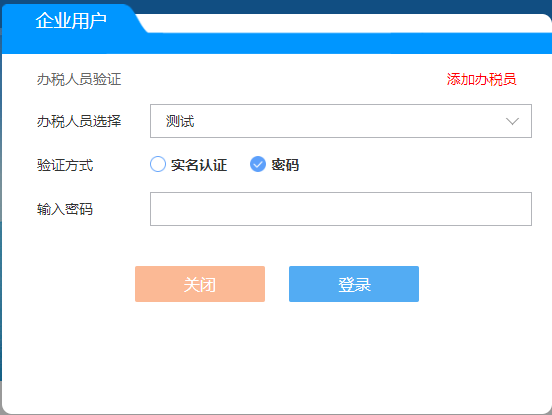 企业用户
办税人员验证 添加办税员
办税人员选择 测试
验证方式 实名认证 密码
输入密码
关闭 登录